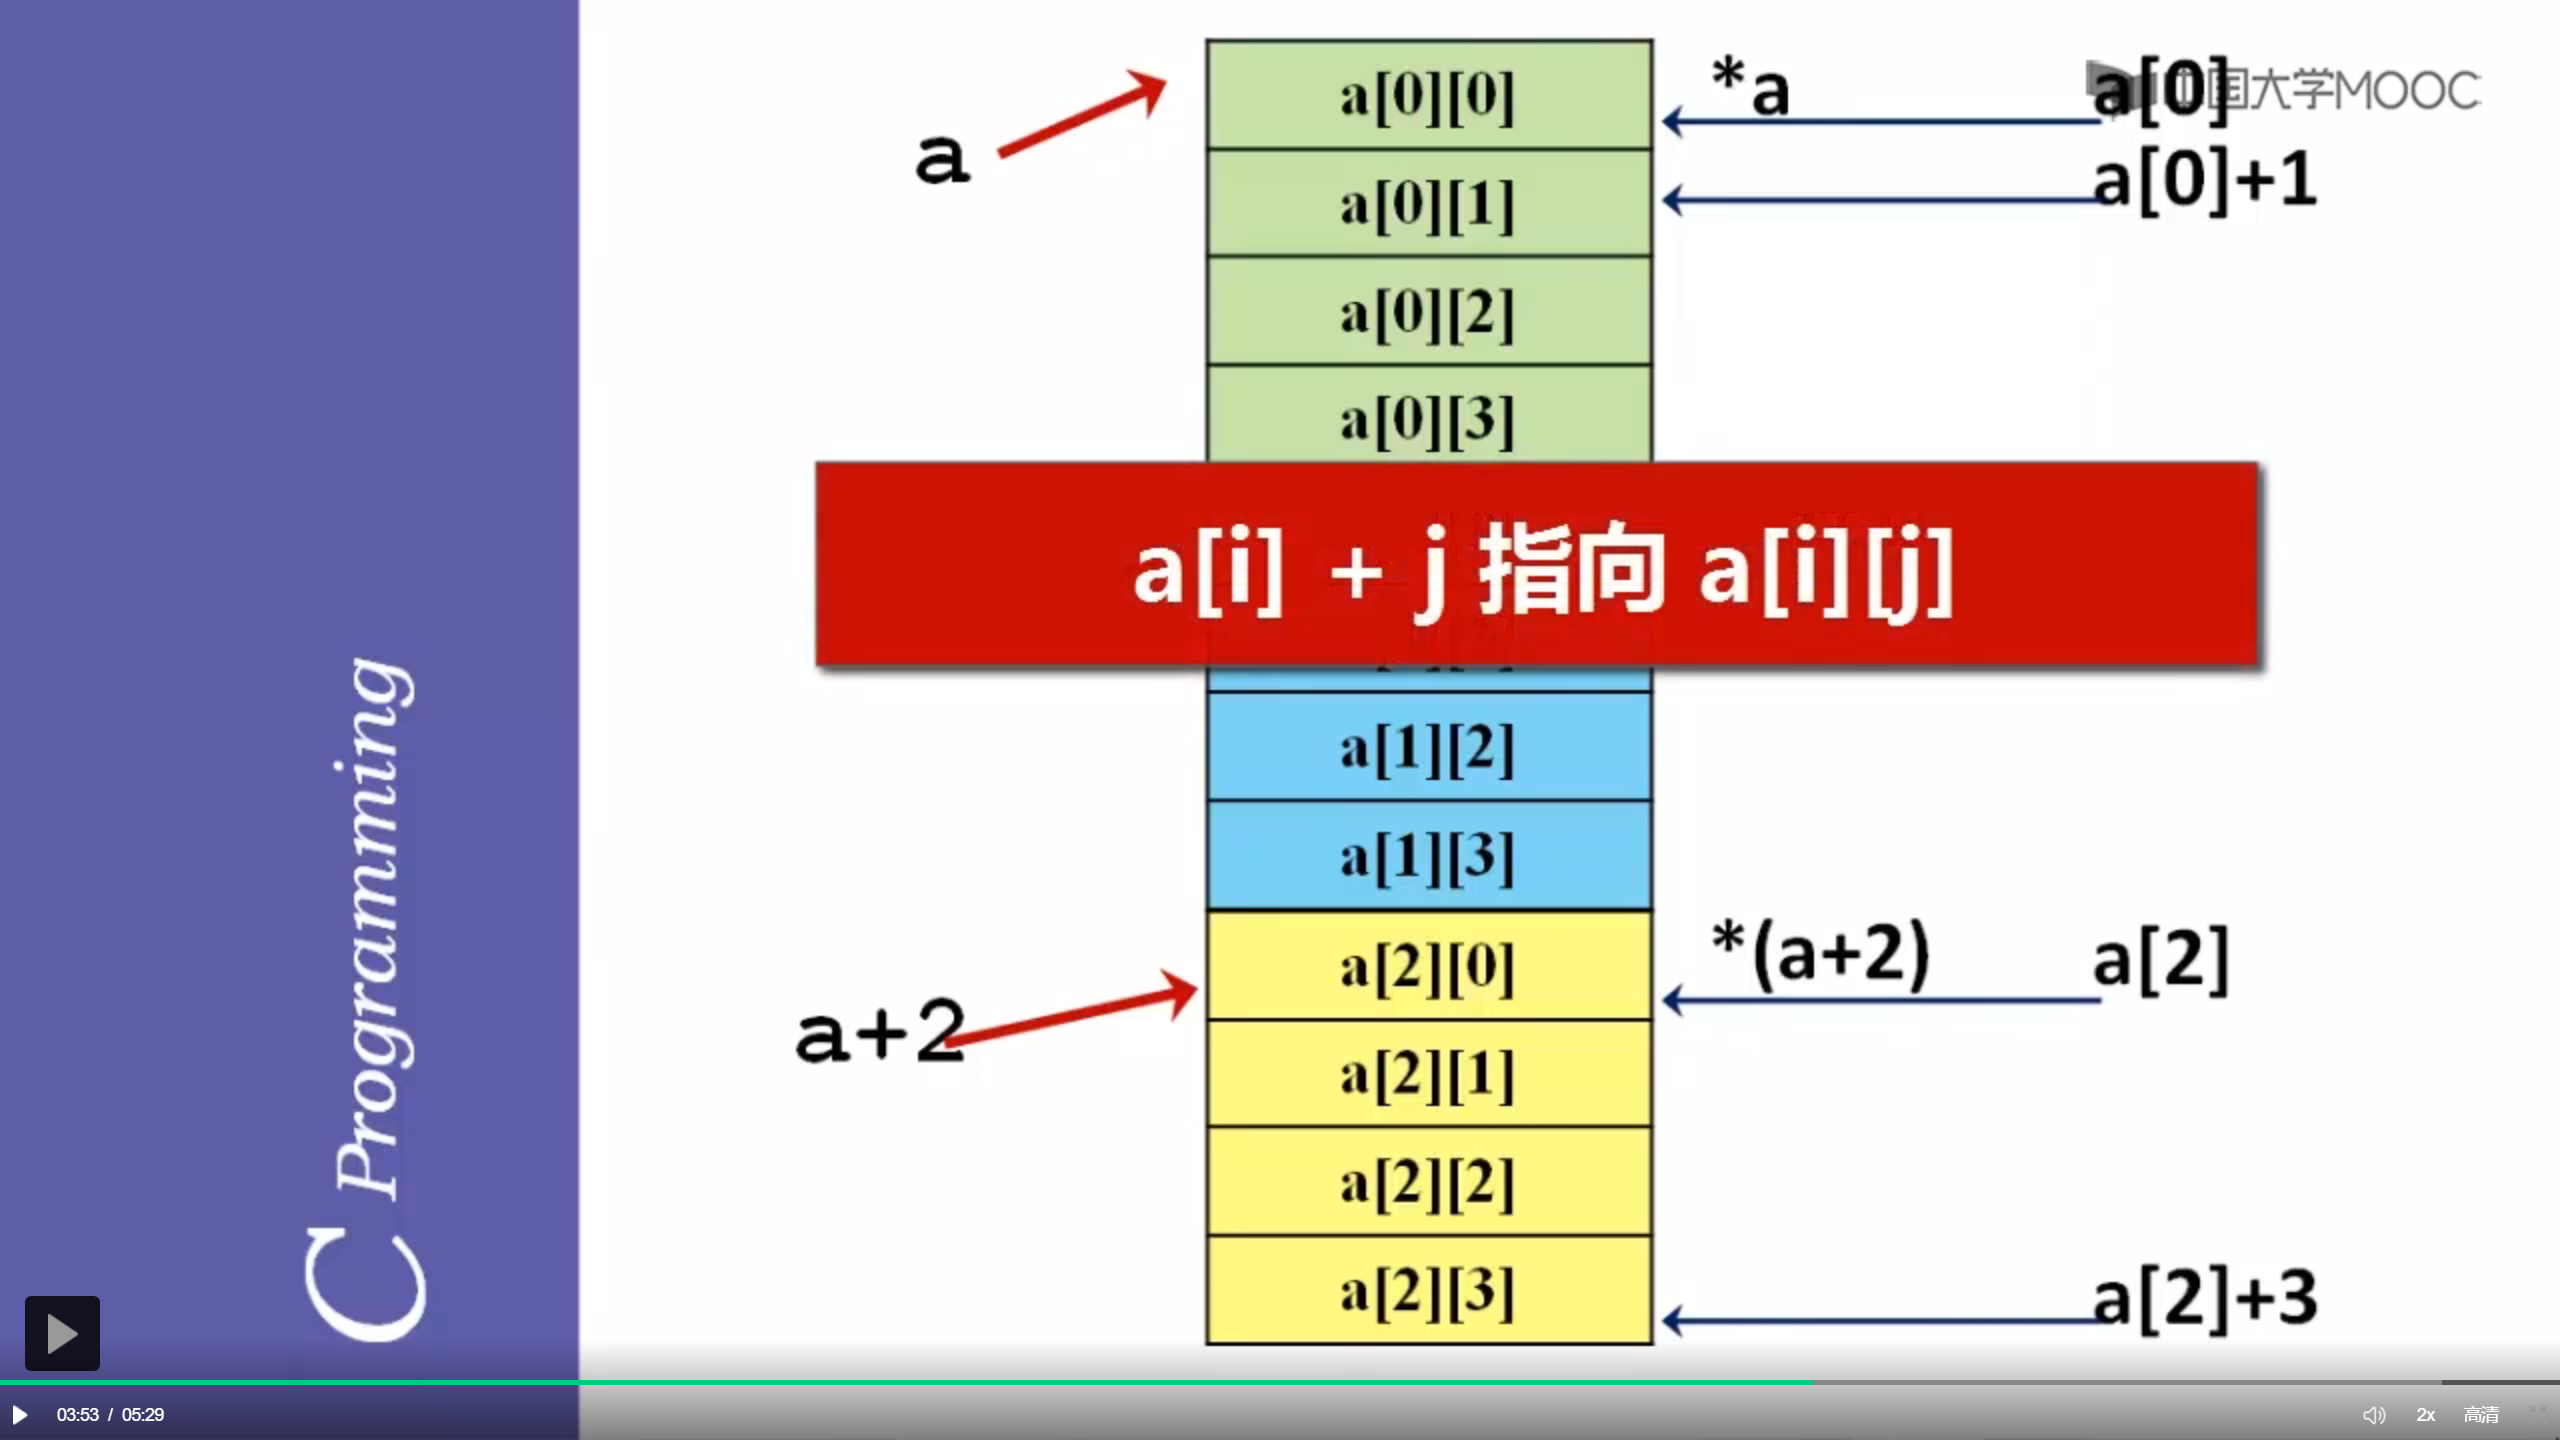 a[0][0]
*a
a[0]
中国大学MOOC
a
a[0][1]
a[0]+1
a[0][2]
a[0][3]
a[i] + j 指向 a[i][j]
a[1][2]
a[1][3]
a[2][0]
*(a+2)
a[2]
a+2
a[2][1]
a[2][2]
a[2][3]
a[2]+3
C Programming
03:53 / 05:29
2x
高清